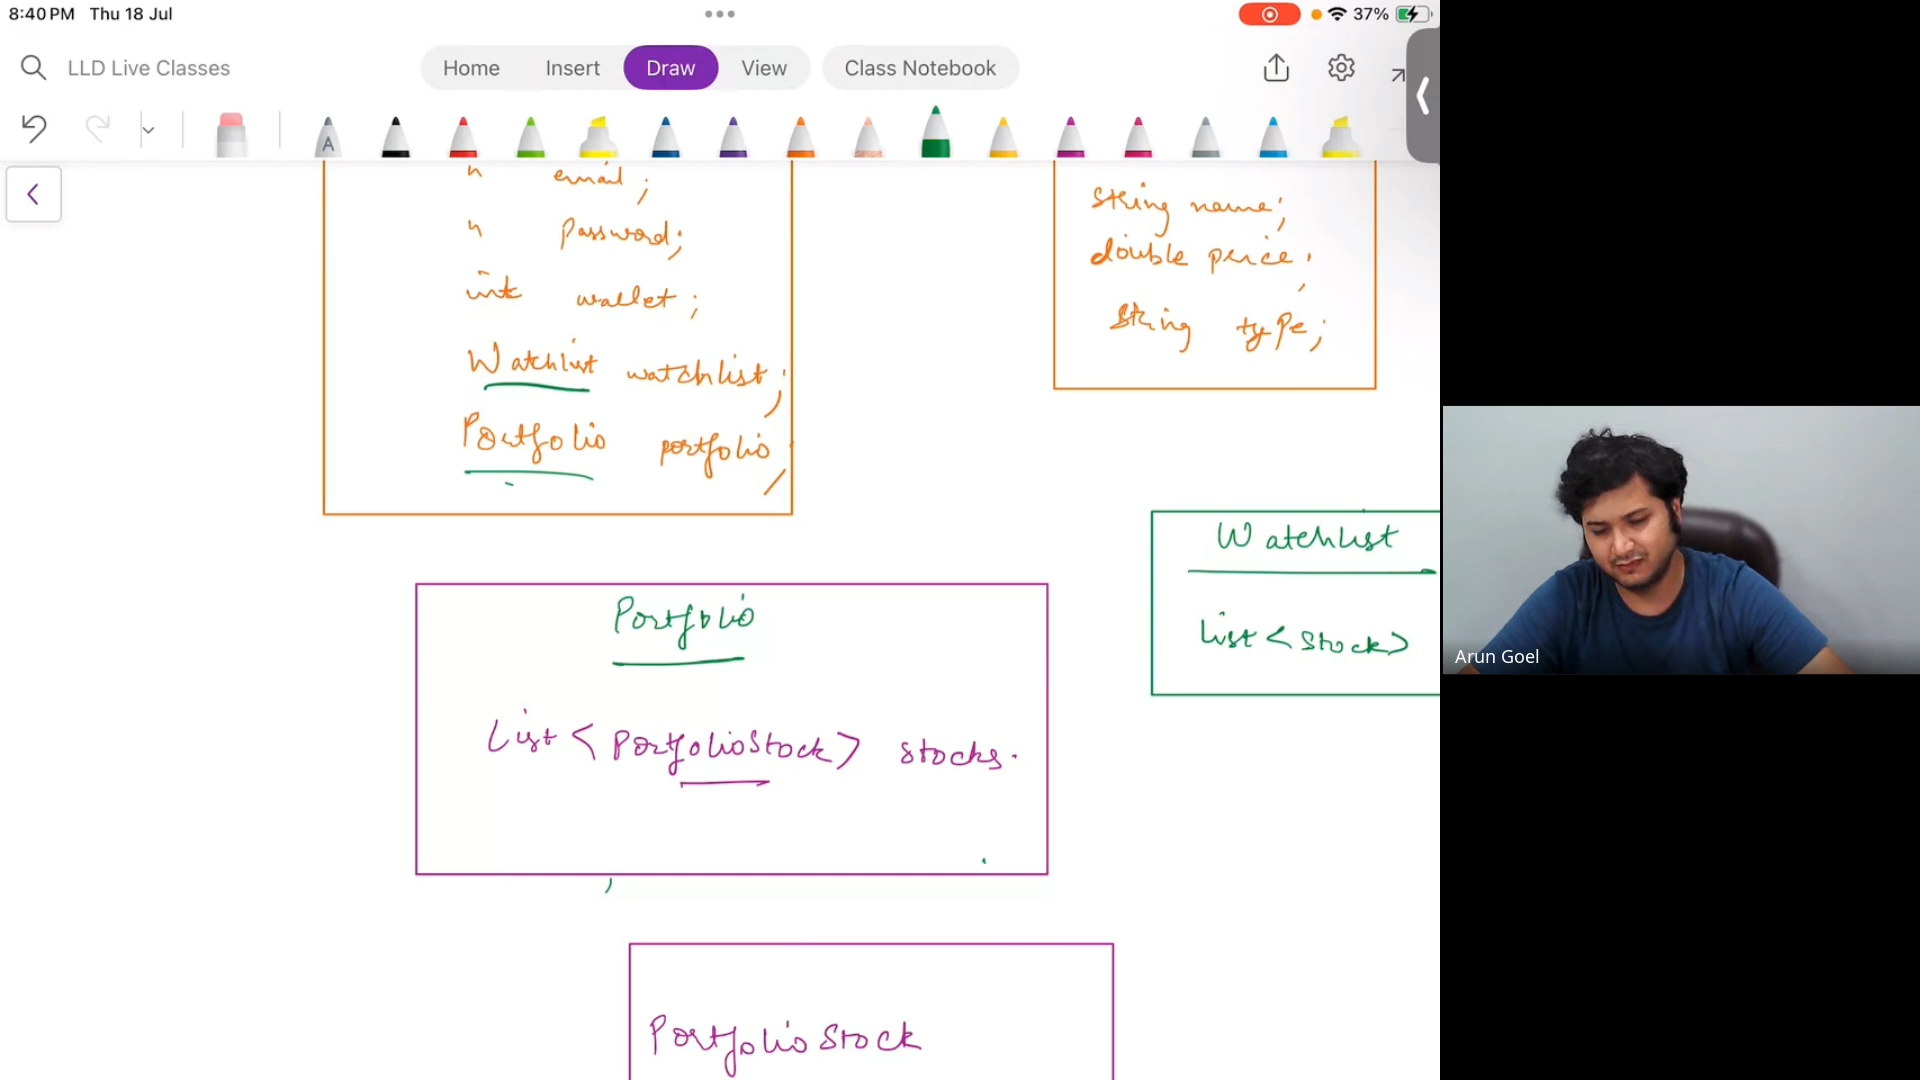 8:40 PM Thu 18 Jul
37%
LLD Live Classes
Home Insert Draw View Class Notebook
A
" email ;
" Password;
int wallet ;
Watchlist watchlist;
Portfolio portfolio;
String name;
double price;
String type;
Watchlist
List<Stock>
Portfolio
List<PortfolioStock> stocks.
PortfolioStock
Arun Goel